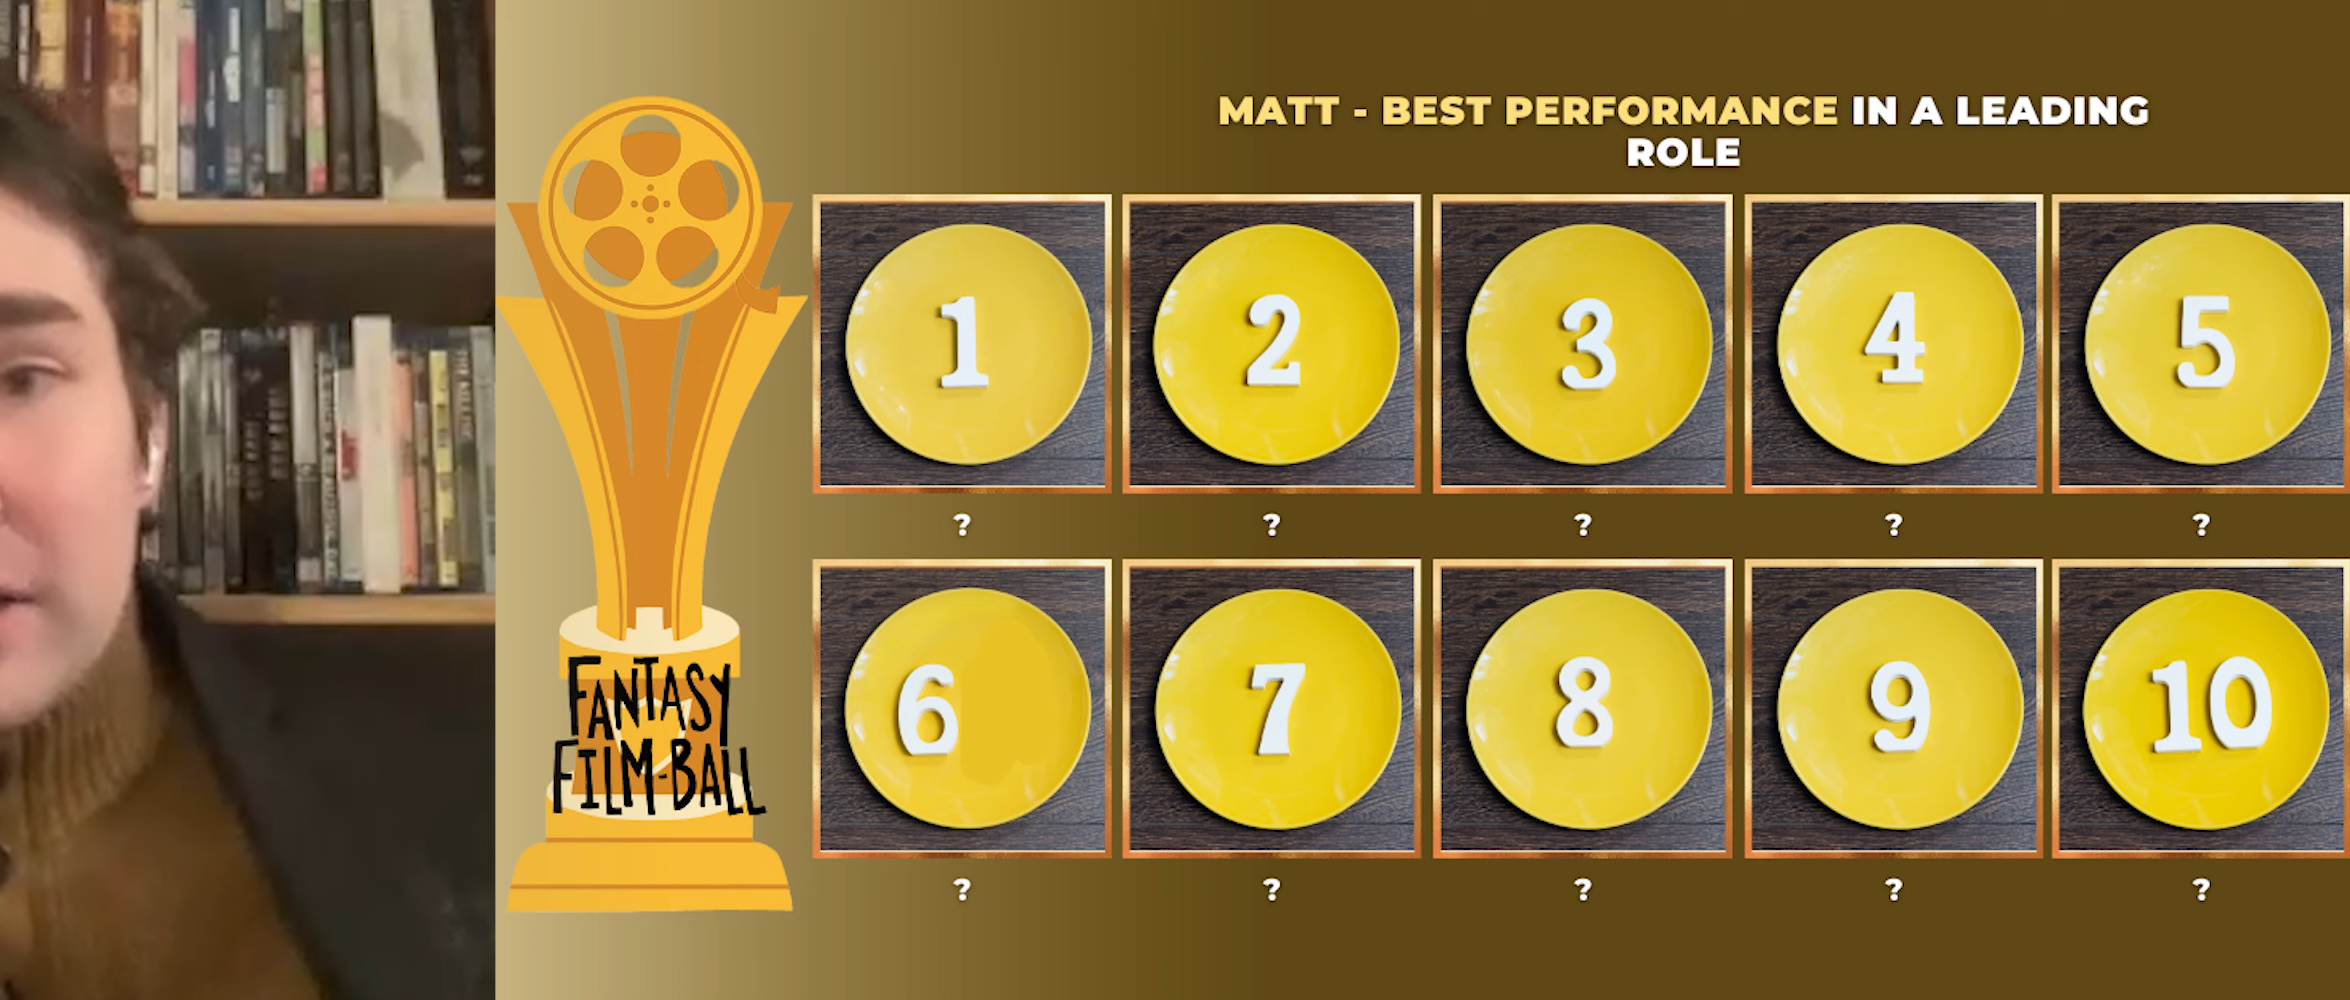 MATT - BEST PERFORMANCE IN A LEADING
ROLE
1 2 3 4 5
? ? ? ? ?
6 7 8 9 10
? ? ? ? ?
FANTASY
FILM-BALL